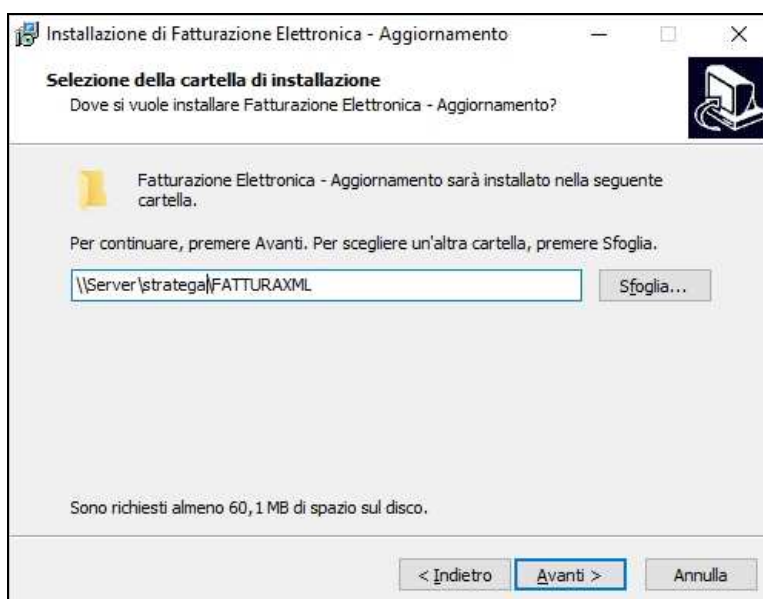 Installazione di Fatturazione Elettronica - Aggiornamento
Selezione della cartella di installazione
Dove si vuole installare Fatturazione Elettronica - Aggiornamento?
Fatturazione Elettronica - Aggiornamento sarà installato nella seguente
cartella.
Per continuare, premere Avanti. Per scegliere un'altra cartella, premere Sfoglia.
\\Server\stratega\FATTURAXML
Sfoglia...
Sono richiesti almeno 60,1 MB di spazio sul disco.
< Indietro Avanti > Annulla